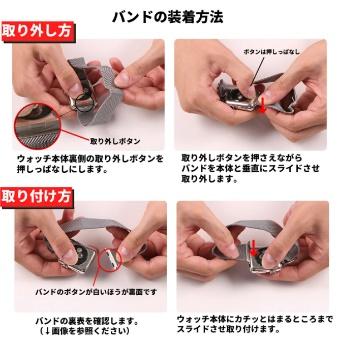 バンドの装着方法
取り外し方
ボタンは押しっぱなし
取り外しボタン
ウォッチ本体裏側の取り外しボタンを
押しっぱなしにします。
取り外しボタンを押さえながら
バンドを本体と垂直にスライドさせ
取り外します。
取り付け方
バンドのボタンが白いほうが裏面です
バンドの裏表を確認します。
（↓画像を参照ください）
ウォッチ本体にカチッとはまるところまで
スライドさせ取り付けます。